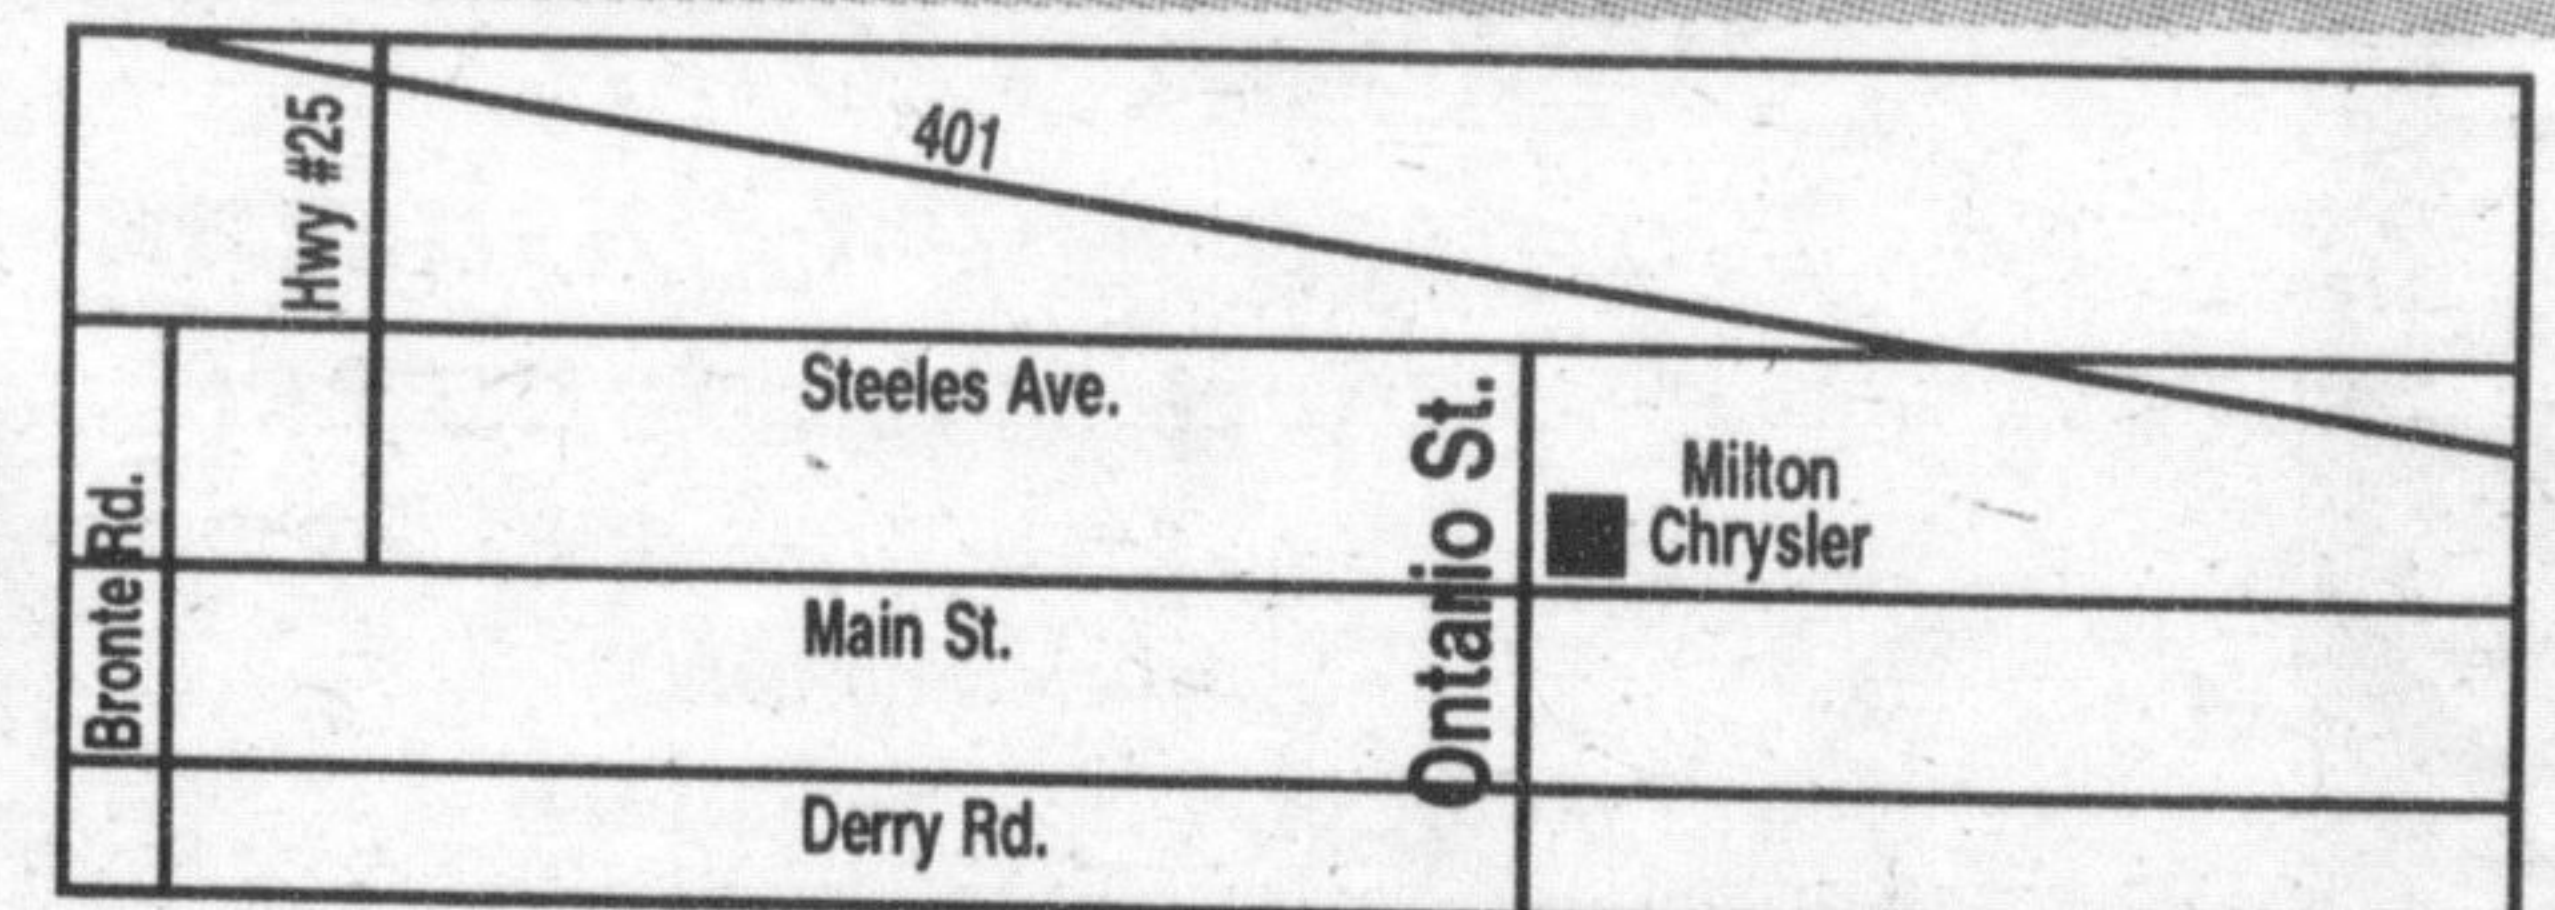 Hwy #25
401
Steeles Ave.
Ontario St.
Milton
Chrysler
Bronte Rd.
Main St.
Derry Rd.